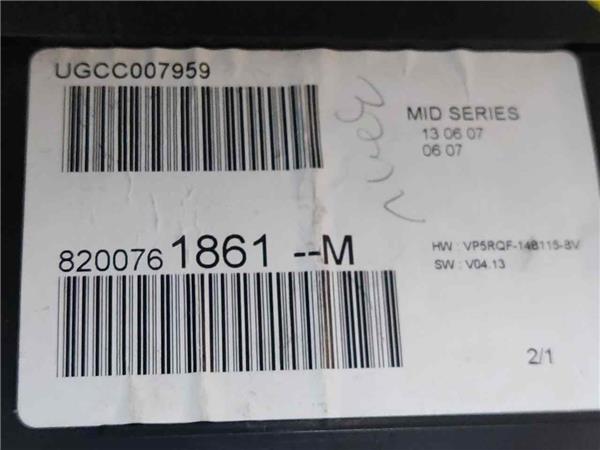 UGCC007959
MID SERIES
13 06 07
06 07
8200761861 --M
HW : VP5RQF-14B115-BV
SW : V04.13
2/1